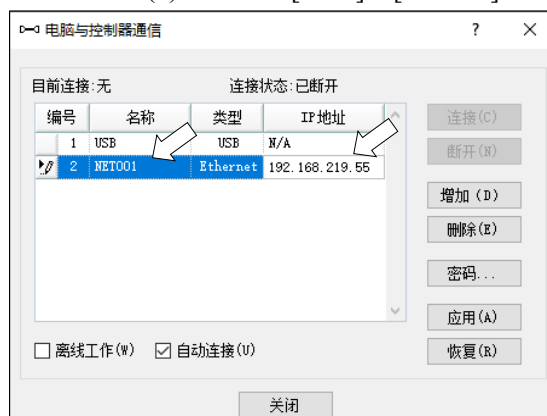 电脑与控制器通信 ?
目前连接:无 连接状态:已断开
编号 名称 类型 IP地址
1 USB USB N/A
2 NET001 Ethernet 192.168.219.55
连接(C)
断开(N)
增加 (D)
删除(E)
密码...
应用(A)
恢复(R)
离线工作(W) 自动连接(U)
关闭